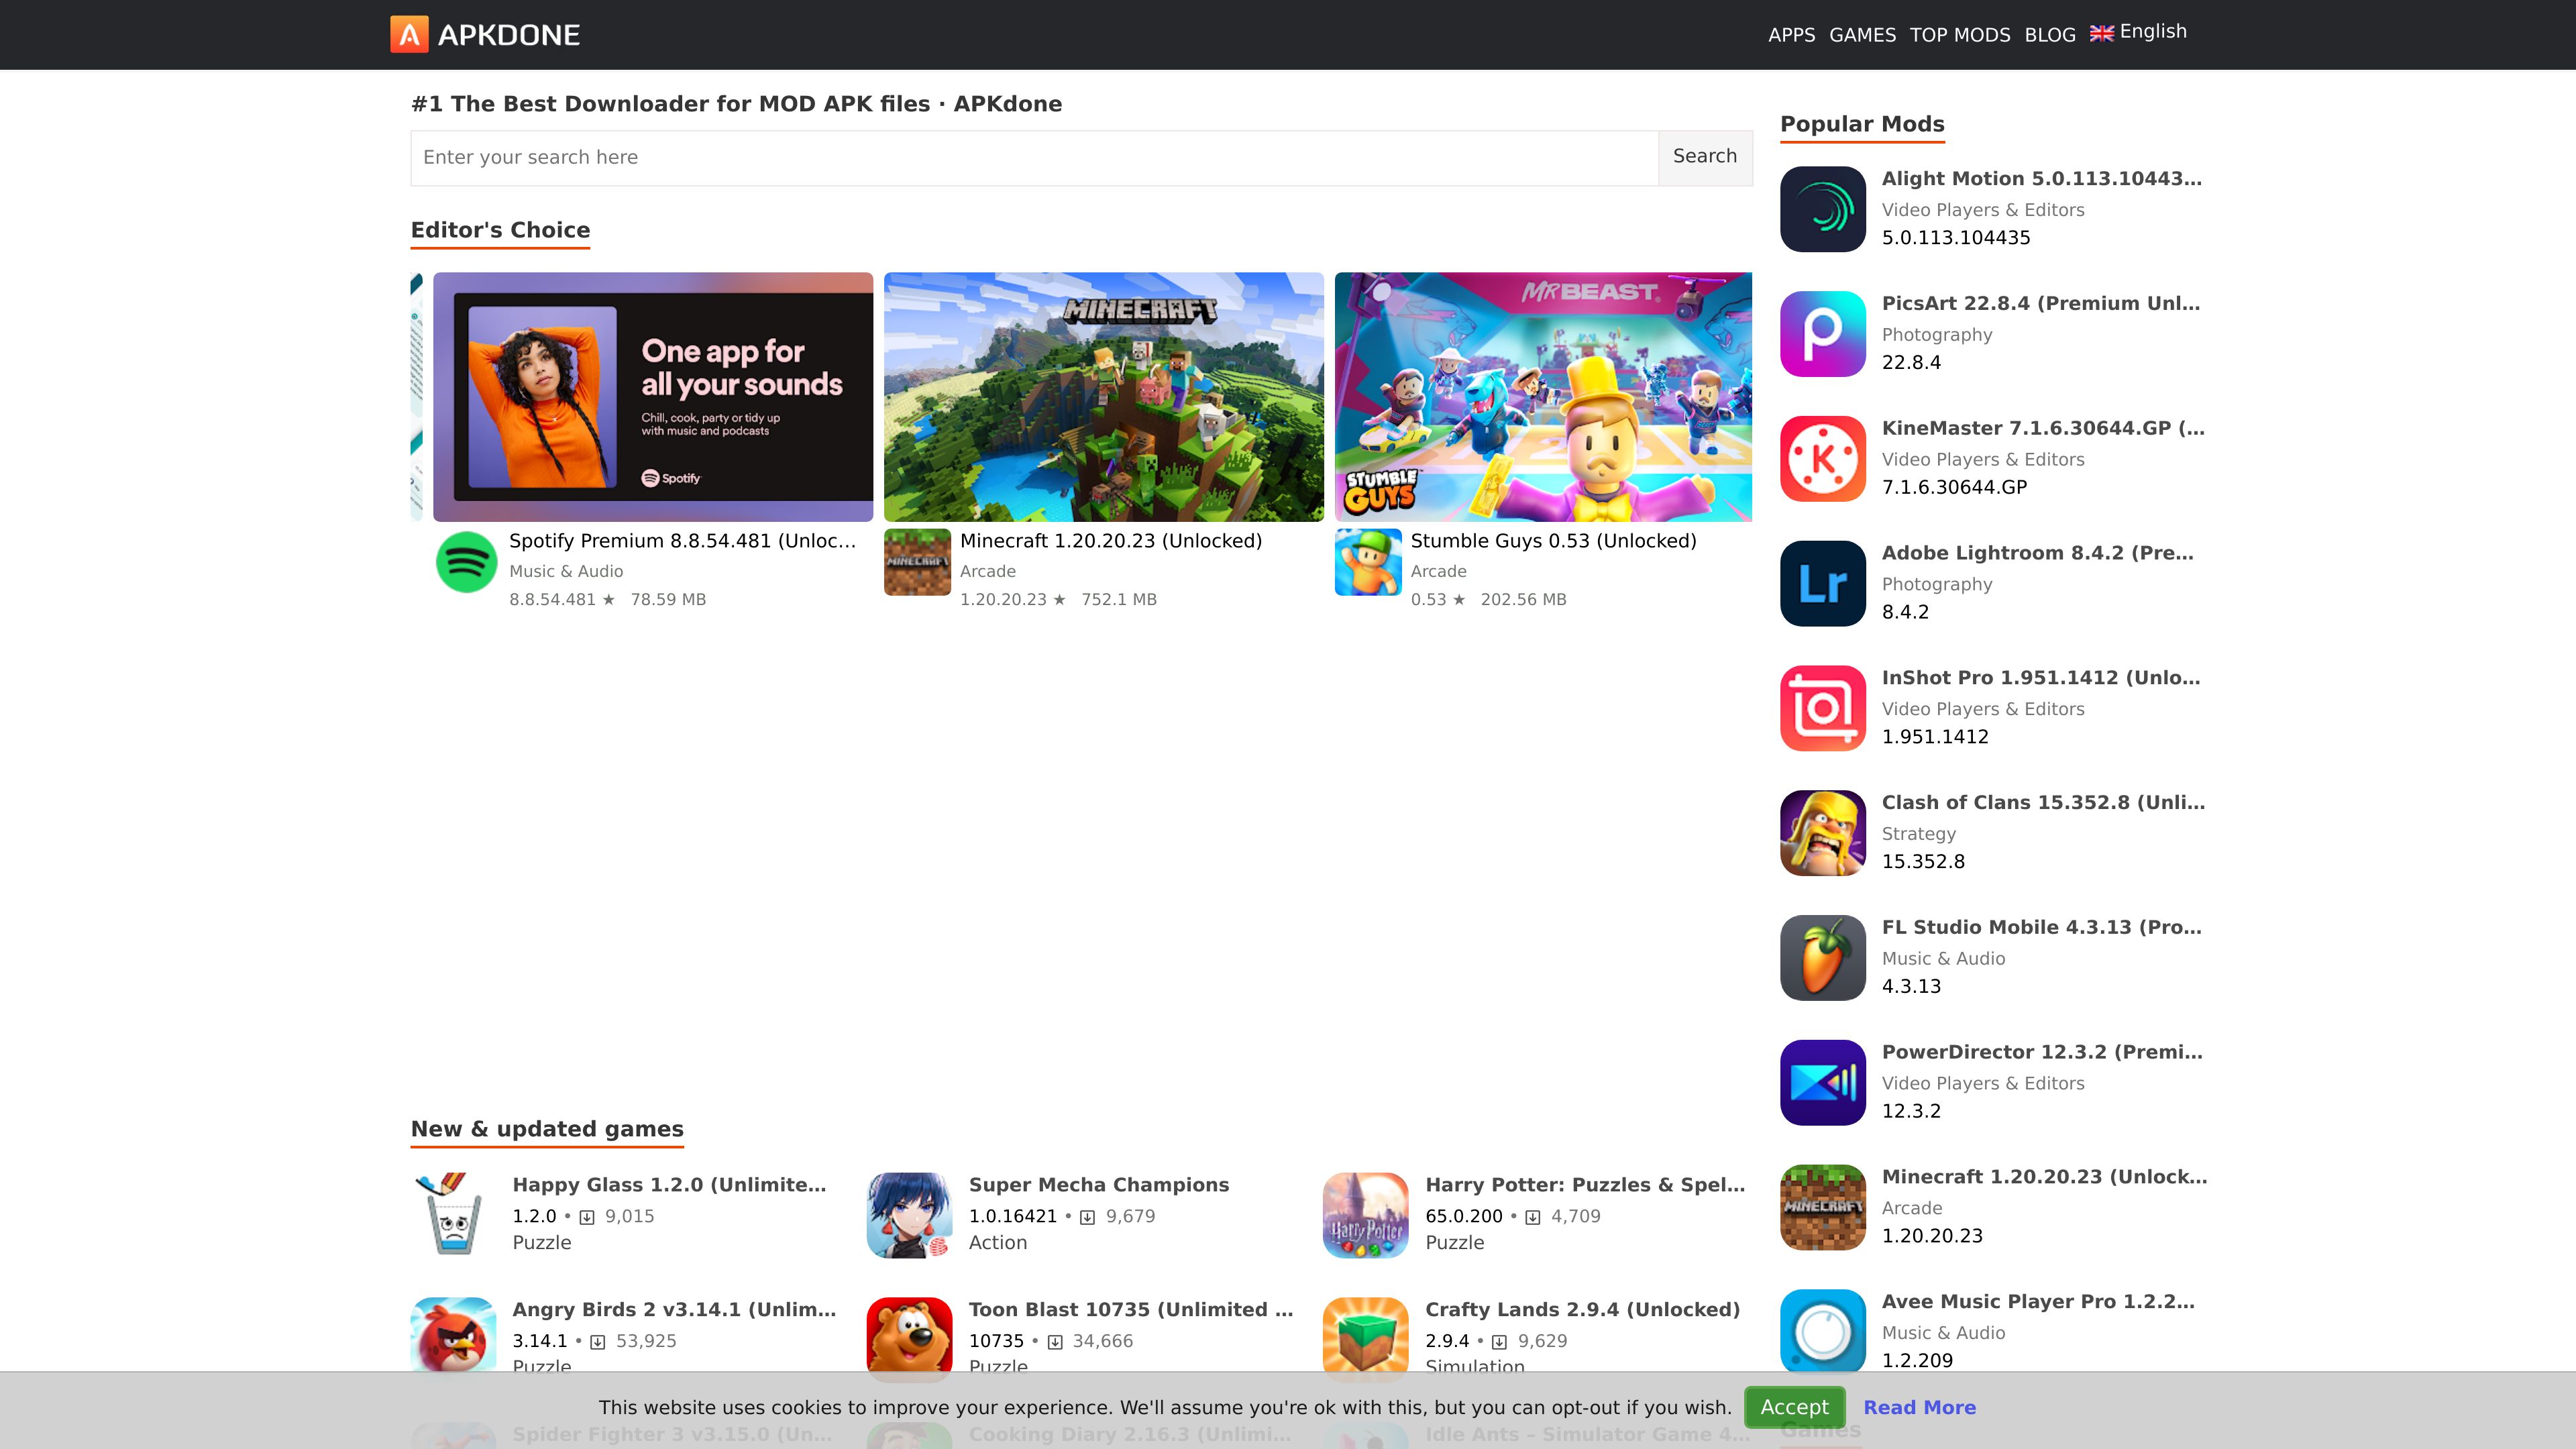 APKDONE
APPS GAMES TOP MODS BLOG English
#1 The Best Downloader for MOD APK files · APKdone
Enter your search here
Search
Editor's Choice
One app for
all your sounds
Chill, cook, party or tidy up
with music and podcasts
Spotify
Spotify Premium 8.8.54.481 (Unloc...
Music & Audio
8.8.54.481 ★ 78.59 MB
MINECRAFT
MINECRAFT
Minecraft 1.20.20.23 (Unlocked)
Arcade
1.20.20.23 ★ 752.1 MB
MRBEAST
STUMBLE
GUYS
Stumble Guys 0.53 (Unlocked)
Arcade
0.53 ★ 202.56 MB
New & updated games
Happy Glass 1.2.0 (Unlimite...
1.2.0 • 9,015
Puzzle
Super Mecha Champions
1.0.16421 • 9,679
Action
Harry Potter
Harry Potter: Puzzles & Spel...
65.0.200 • 4,709
Puzzle
Angry Birds 2 v3.14.1 (Unlim...
3.14.1 • 53,925
Puzzle
Toon Blast 10735 (Unlimited ...
10735 • 34,666
Puzzle
Crafty Lands 2.9.4 (Unlocked)
2.9.4 • 9,629
Simulation
Spider Fighter 3 v3.15.0 (Un...
Cooking Diary 2.16.3 (Unlimi...
Idle Ants – Simulator Game 4...
Popular Mods
Alight Motion 5.0.113.10443...
Video Players & Editors
5.0.113.104435
PicsArt 22.8.4 (Premium Unl...
Photography
22.8.4
K
KineMaster 7.1.6.30644.GP (...
Video Players & Editors
7.1.6.30644.GP
Lr
Adobe Lightroom 8.4.2 (Pre...
Photography
8.4.2
InShot Pro 1.951.1412 (Unlo...
Video Players & Editors
1.951.1412
Clash of Clans 15.352.8 (Unli...
Strategy
15.352.8
FL Studio Mobile 4.3.13 (Pro...
Music & Audio
4.3.13
PowerDirector 12.3.2 (Premi...
Video Players & Editors
12.3.2
MINECRAFT
Minecraft 1.20.20.23 (Unlock...
Arcade
1.20.20.23
Avee Music Player Pro 1.2.2...
Music & Audio
1.2.209
Games
This website uses cookies to improve your experience. We'll assume you're ok with this, but you can opt-out if you wish. Accept Read More